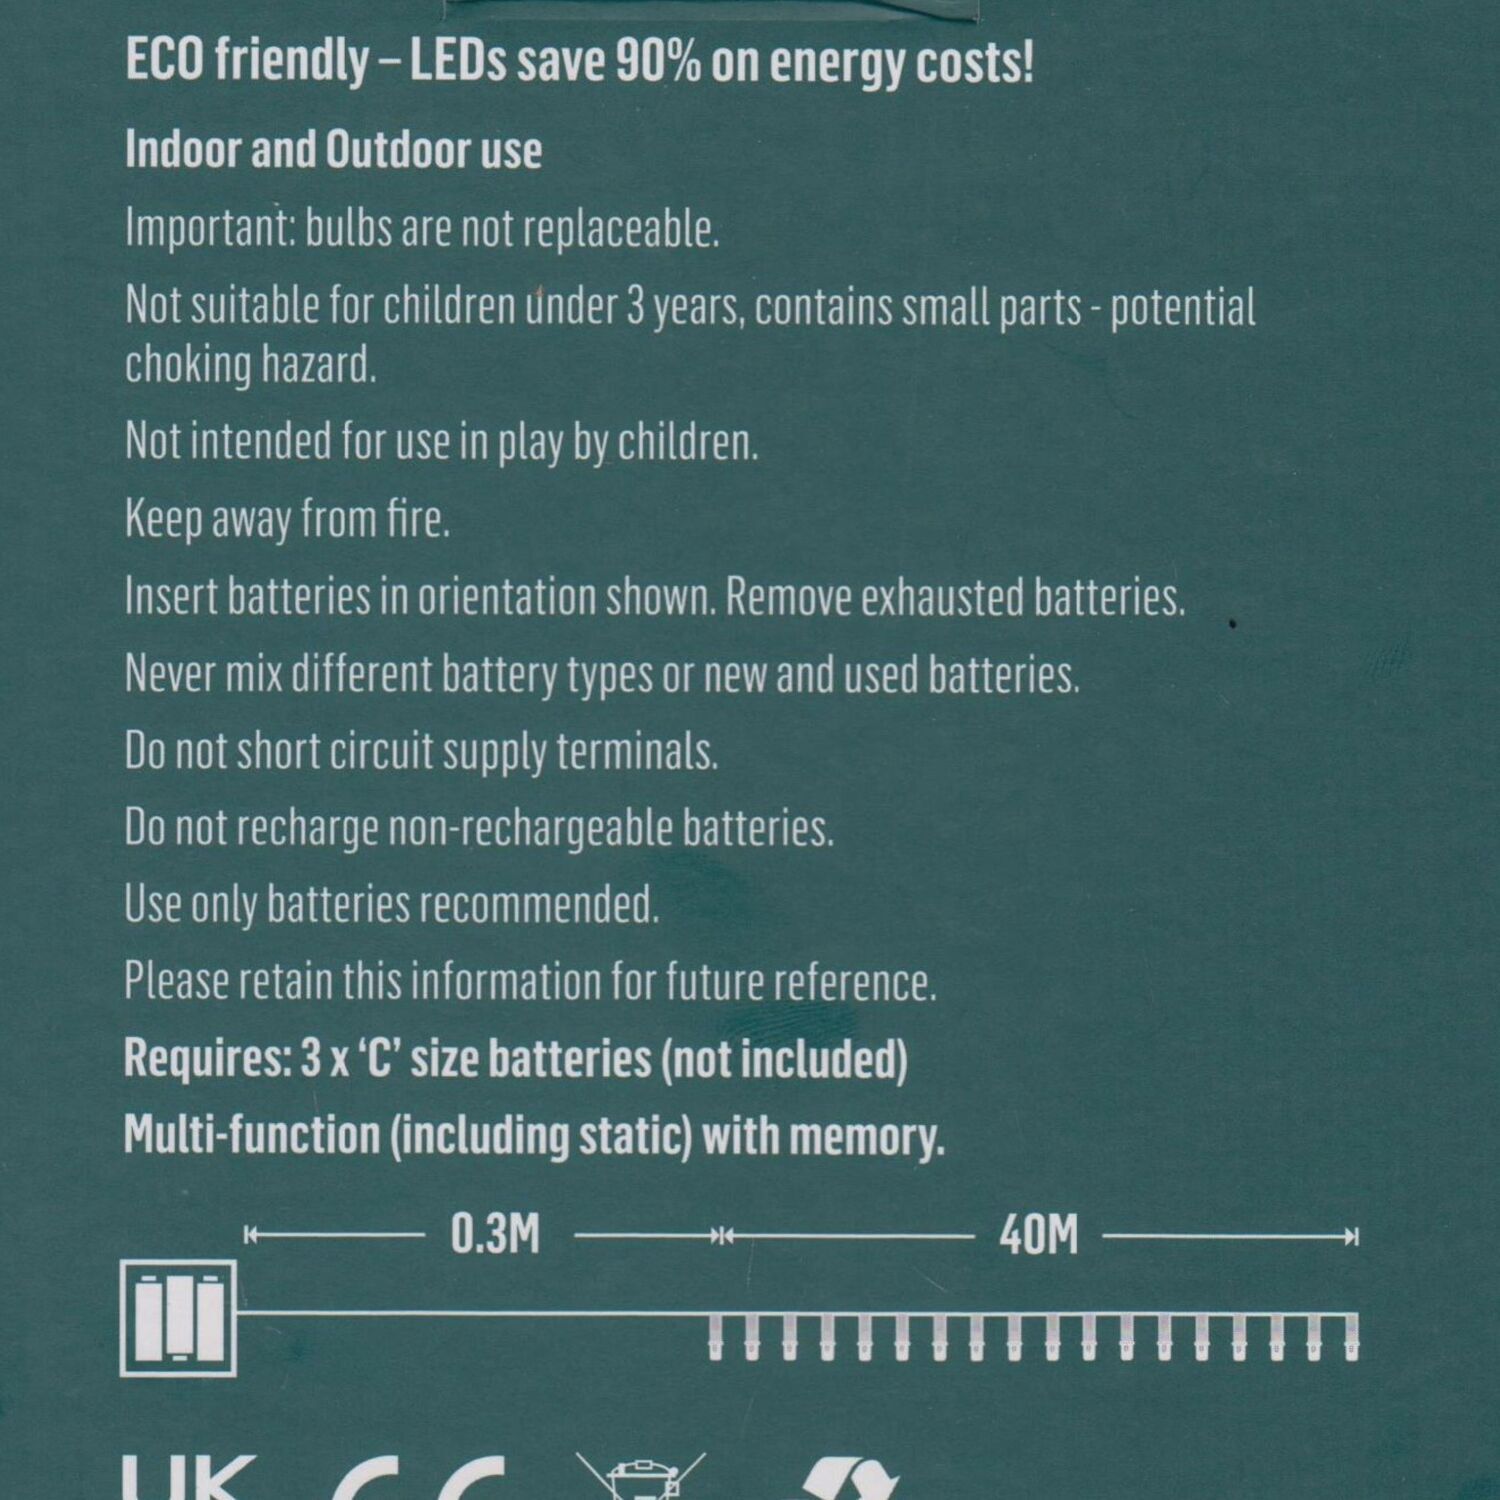 ECO friendly – LEDs save 90% on energy costs!
Indoor and Outdoor use
Important: bulbs are not replaceable.
Not suitable for children under 3 years, contains small parts - potential
choking hazard.
Not intended for use in play by children.
Keep away from fire.
Insert batteries in orientation shown. Remove exhausted batteries.
Never mix different battery types or new and used batteries.
Do not short circuit supply terminals.
Do not recharge non-rechargeable batteries.
Use only batteries recommended.
Please retain this information for future reference.
Requires: 3 x ‘C’ size batteries (not included)
Multi-function (including static) with memory.
0.3M 40M
UK CE